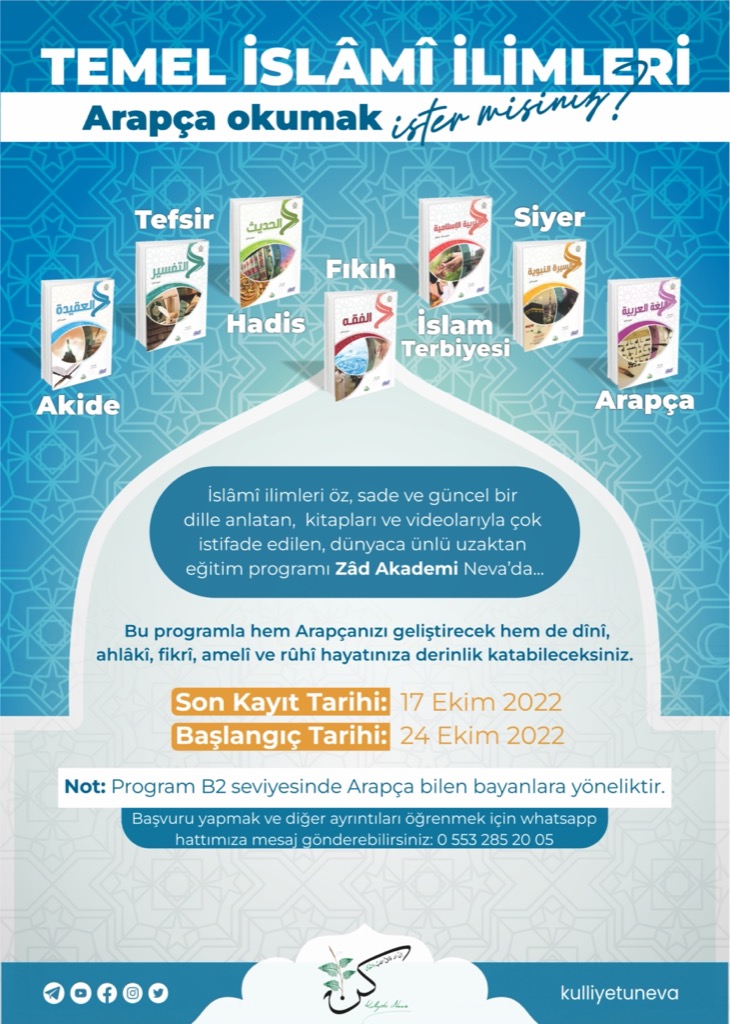 TEMEL İSLÂMÎ İLİMLERİ
Arapça okumak ister misiniz?
Tefsir
الحديث
Siyer
التفسير
Fıkıh
التربية الإسلامية
السيرة النبوية
العقيدة
Hadis
الفقه
İslam
Terbiyesi
اللغة العربية
Akide
Arapça
İslâmî ilimleri öz, sade ve güncel bir
dille anlatan, kitapları ve videolarıyla çok
istifade edilen, dünyaca ünlü uzaktan
eğitim programı Zâd Akademi Neva'da...
Bu programla hem Arapçanızı geliştirecek hem de dînî,
ahlâkî, fikrî, amelî ve rûhî hayatınıza derinlik katabileceksiniz.
Son Kayıt Tarihi: 17 Ekim 2022
Başlangıç Tarihi: 24 Ekim 2022
Not: Program B2 seviyesinde Arapça bilen bayanlara yöneliktir.
Başvuru yapmak ve diğer ayrıntıları öğrenmek için whatsapp
hattımıza mesaj gönderebilirsiniz: 0 553 285 20 05
kulliyetuneva